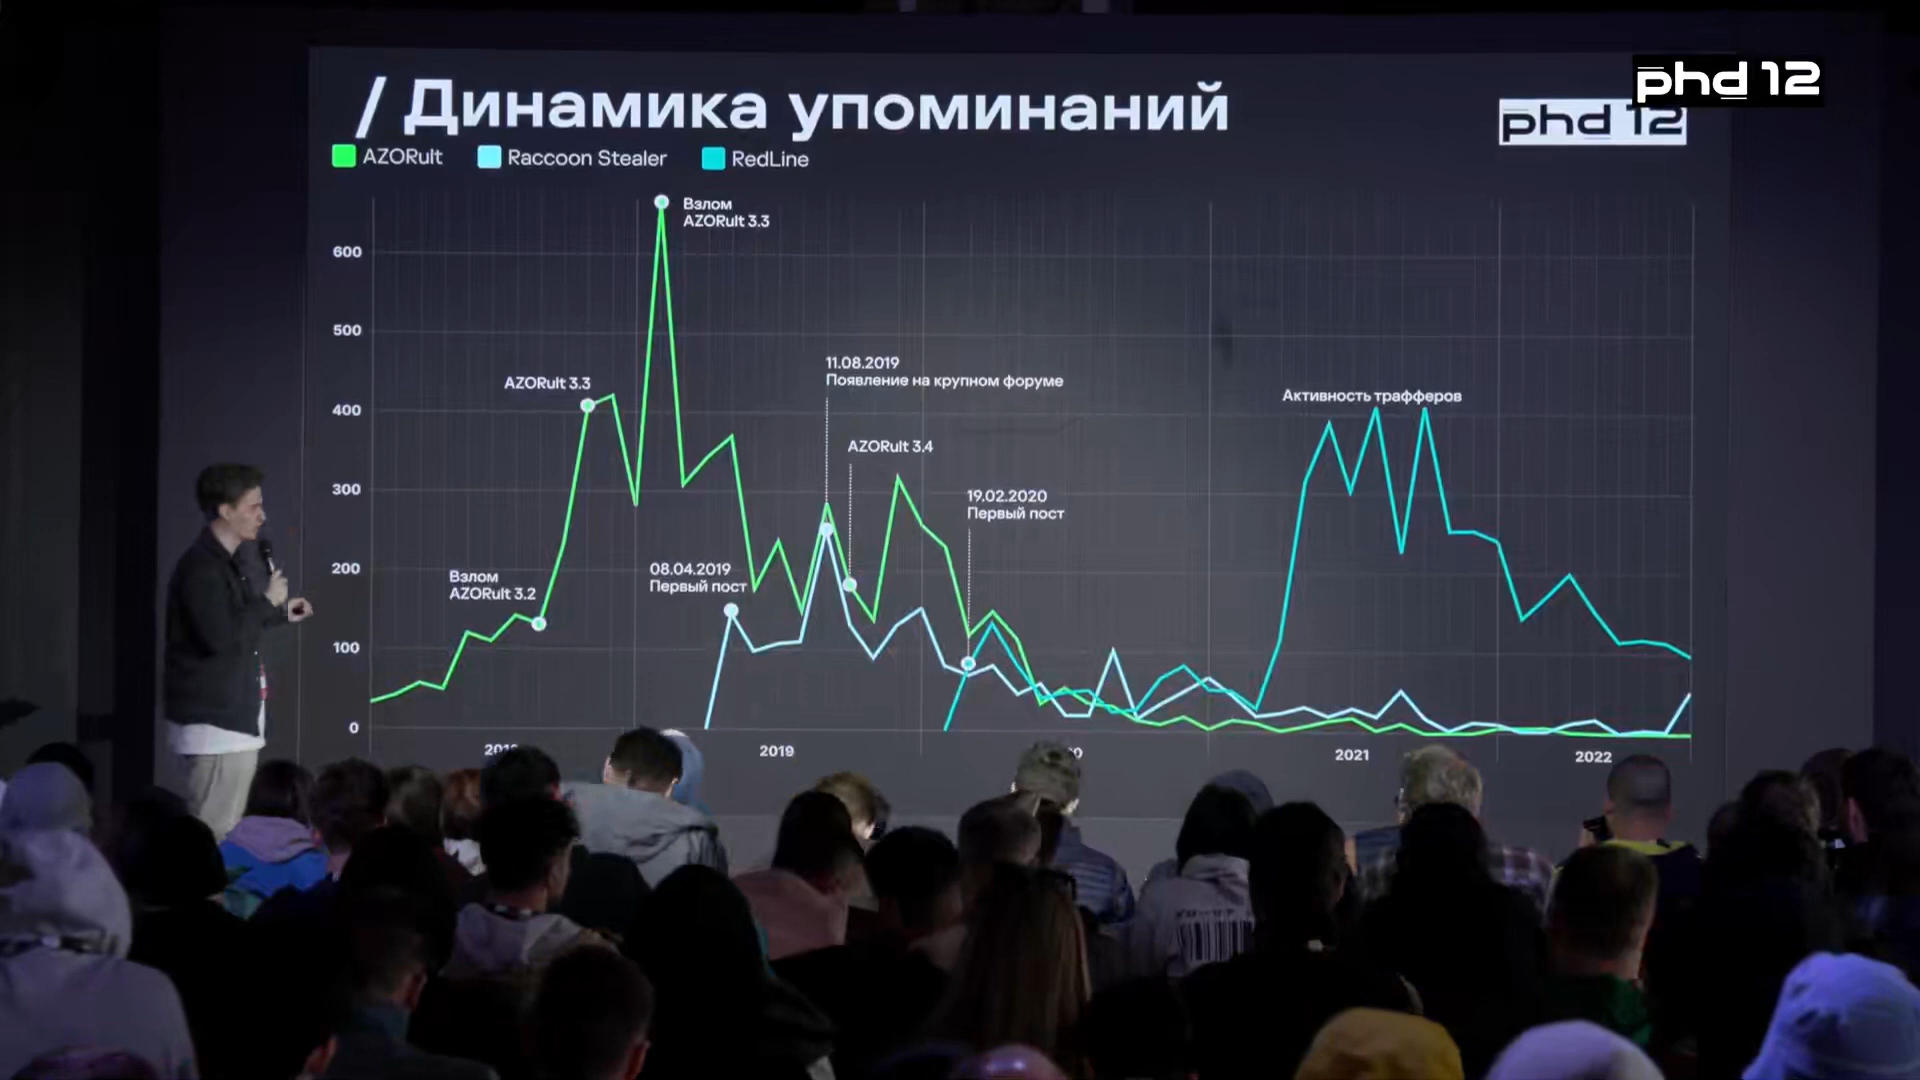 phd 12
/ Динамика упоминаний
phd 12
AZORult
Raccoon Stealer
RedLine
Взлом
AZORult 3.3
600
500
400
300
200
100
0
AZORult 3.3
11.08.2019
Появление на крупном форуме
Активность трафферов
AZORult 3.4
19.02.2020
Первый пост
08.04.2019
Первый пост
Взлом
AZORult 3.2
2019
2021
2022